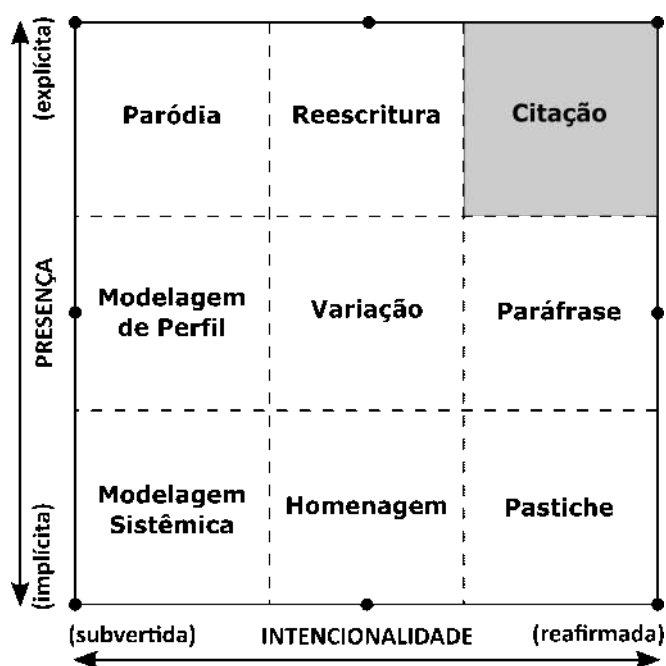 (explícita)
PRESENÇA
(implícita)
Paródia
Reescritura
Citação
Modelagem
de Perfil
Variação
Paráfrase
Modelagem
Sistêmica
Homenagem
Pastiche
(subvertida)
INTENCIONALIDADE
(reafirmada)